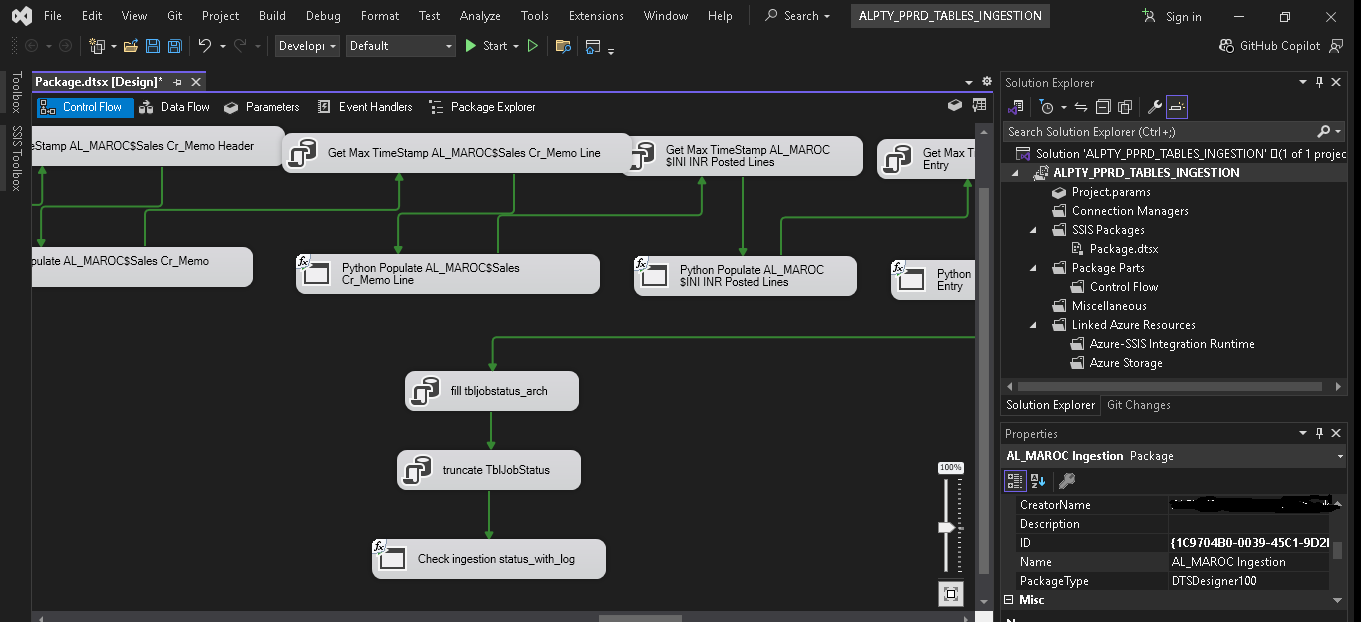 File Edit View Git Project Build Debug Format Test Analyze Tools Extensions Window Help Search ALPTY_PPRD_TABLES_INGESTION Sign in
Developi Default Start GitHub Copilot
Toolbox
SSIS Toolbox
Package.dtsx [Design]*
Control Flow Data Flow Parameters Event Handlers Package Explorer
eStamp AL_MAROC$Sales Cr_Memo Header
Get Max TimeStamp AL_MAROC$Sales Cr_Memo Line
Get Max TimeStamp AL_MAROC
$INI INR Posted Lines
Get Max T
Entry
pulate AL_MAROC$Sales Cr_Memo
Python Populate AL_MAROC$Sales
Cr_Memo Line
Python Populate AL_MAROC
$INI INR Posted Lines
Python
Entry
fill tbljobstatus_arch
truncate TblJobStatus
Check ingestion status_with_log
100%
Solution Explorer
Search Solution Explorer (Ctrl+;)
Solution 'ALPTY_PPRD_TABLES_INGESTION' (1 of 1 projec
ALPTY_PPRD_TABLES_INGESTION
Project.params
Connection Managers
SSIS Packages
Package.dtsx
Package Parts
Control Flow
Miscellaneous
Linked Azure Resources
Azure-SSIS Integration Runtime
Azure Storage
Solution Explorer Git Changes
Properties
AL_MAROC Ingestion Package
CreatorName
Description
ID {1C9704B0-0039-45C1-9D2
Name AL_MAROC Ingestion
PackageType DTSDesigner100
Misc